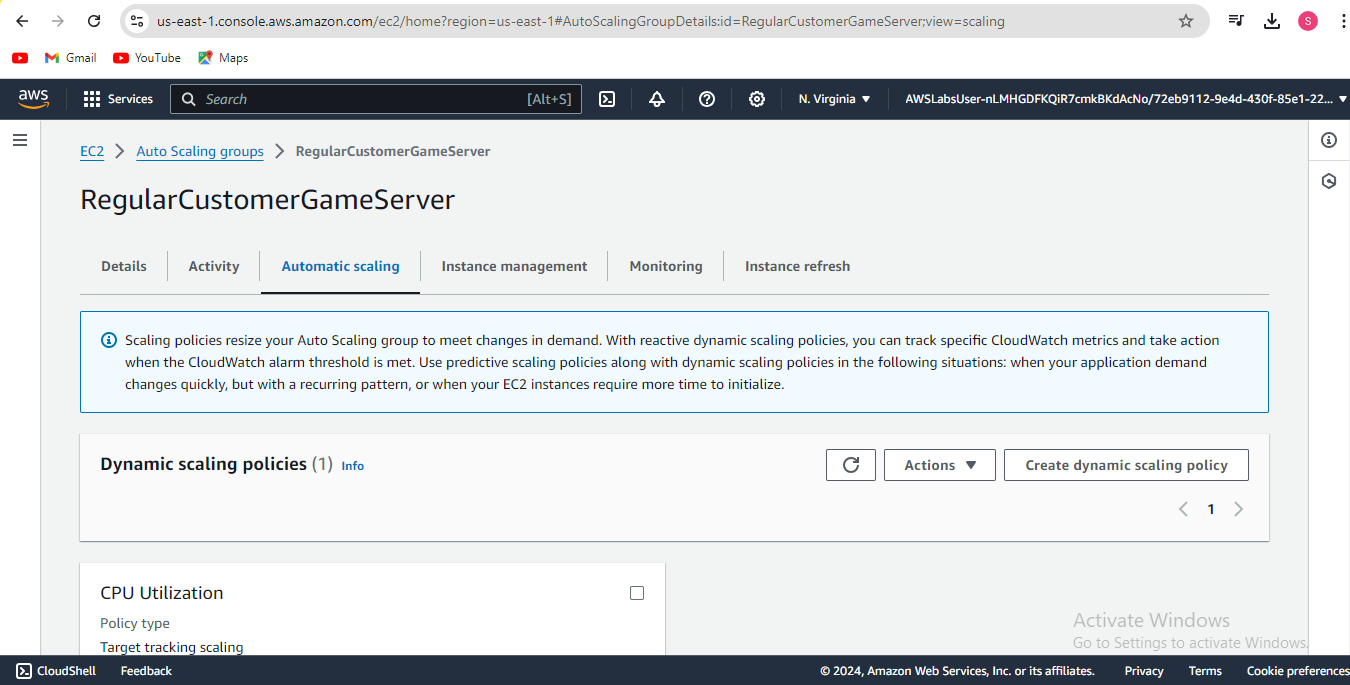 us-east-1.console.aws.amazon.com/ec2/home?region=us-east-1#AutoScalingGroupDetails:id=RegularCustomerGameServer;view=scaling
S
Gmail YouTube Maps
aws Services Search [Alt+S] N. Virginia AWSLabsUser-nLMHGDFKQiR7cmkBKdAcNo/72eb9112-9e4d-430f-85e1-22...
EC2 Auto Scaling groups RegularCustomerGameServer
RegularCustomerGameServer
Details Activity Automatic scaling Instance management Monitoring Instance refresh
Scaling policies resize your Auto Scaling group to meet changes in demand. With reactive dynamic scaling policies, you can track specific CloudWatch metrics and take action
when the CloudWatch alarm threshold is met. Use predictive scaling policies along with dynamic scaling policies in the following situations: when your application demand
changes quickly, but with a recurring pattern, or when your EC2 instances require more time to initialize.
Dynamic scaling policies (1) Info Actions Create dynamic scaling policy
1
CPU Utilization
Policy type
Target tracking scaling
Activate Windows
Go to Settings to activate Windows.
CloudShell Feedback © 2024, Amazon Web Services, Inc. or its affiliates. Privacy Terms Cookie preferences